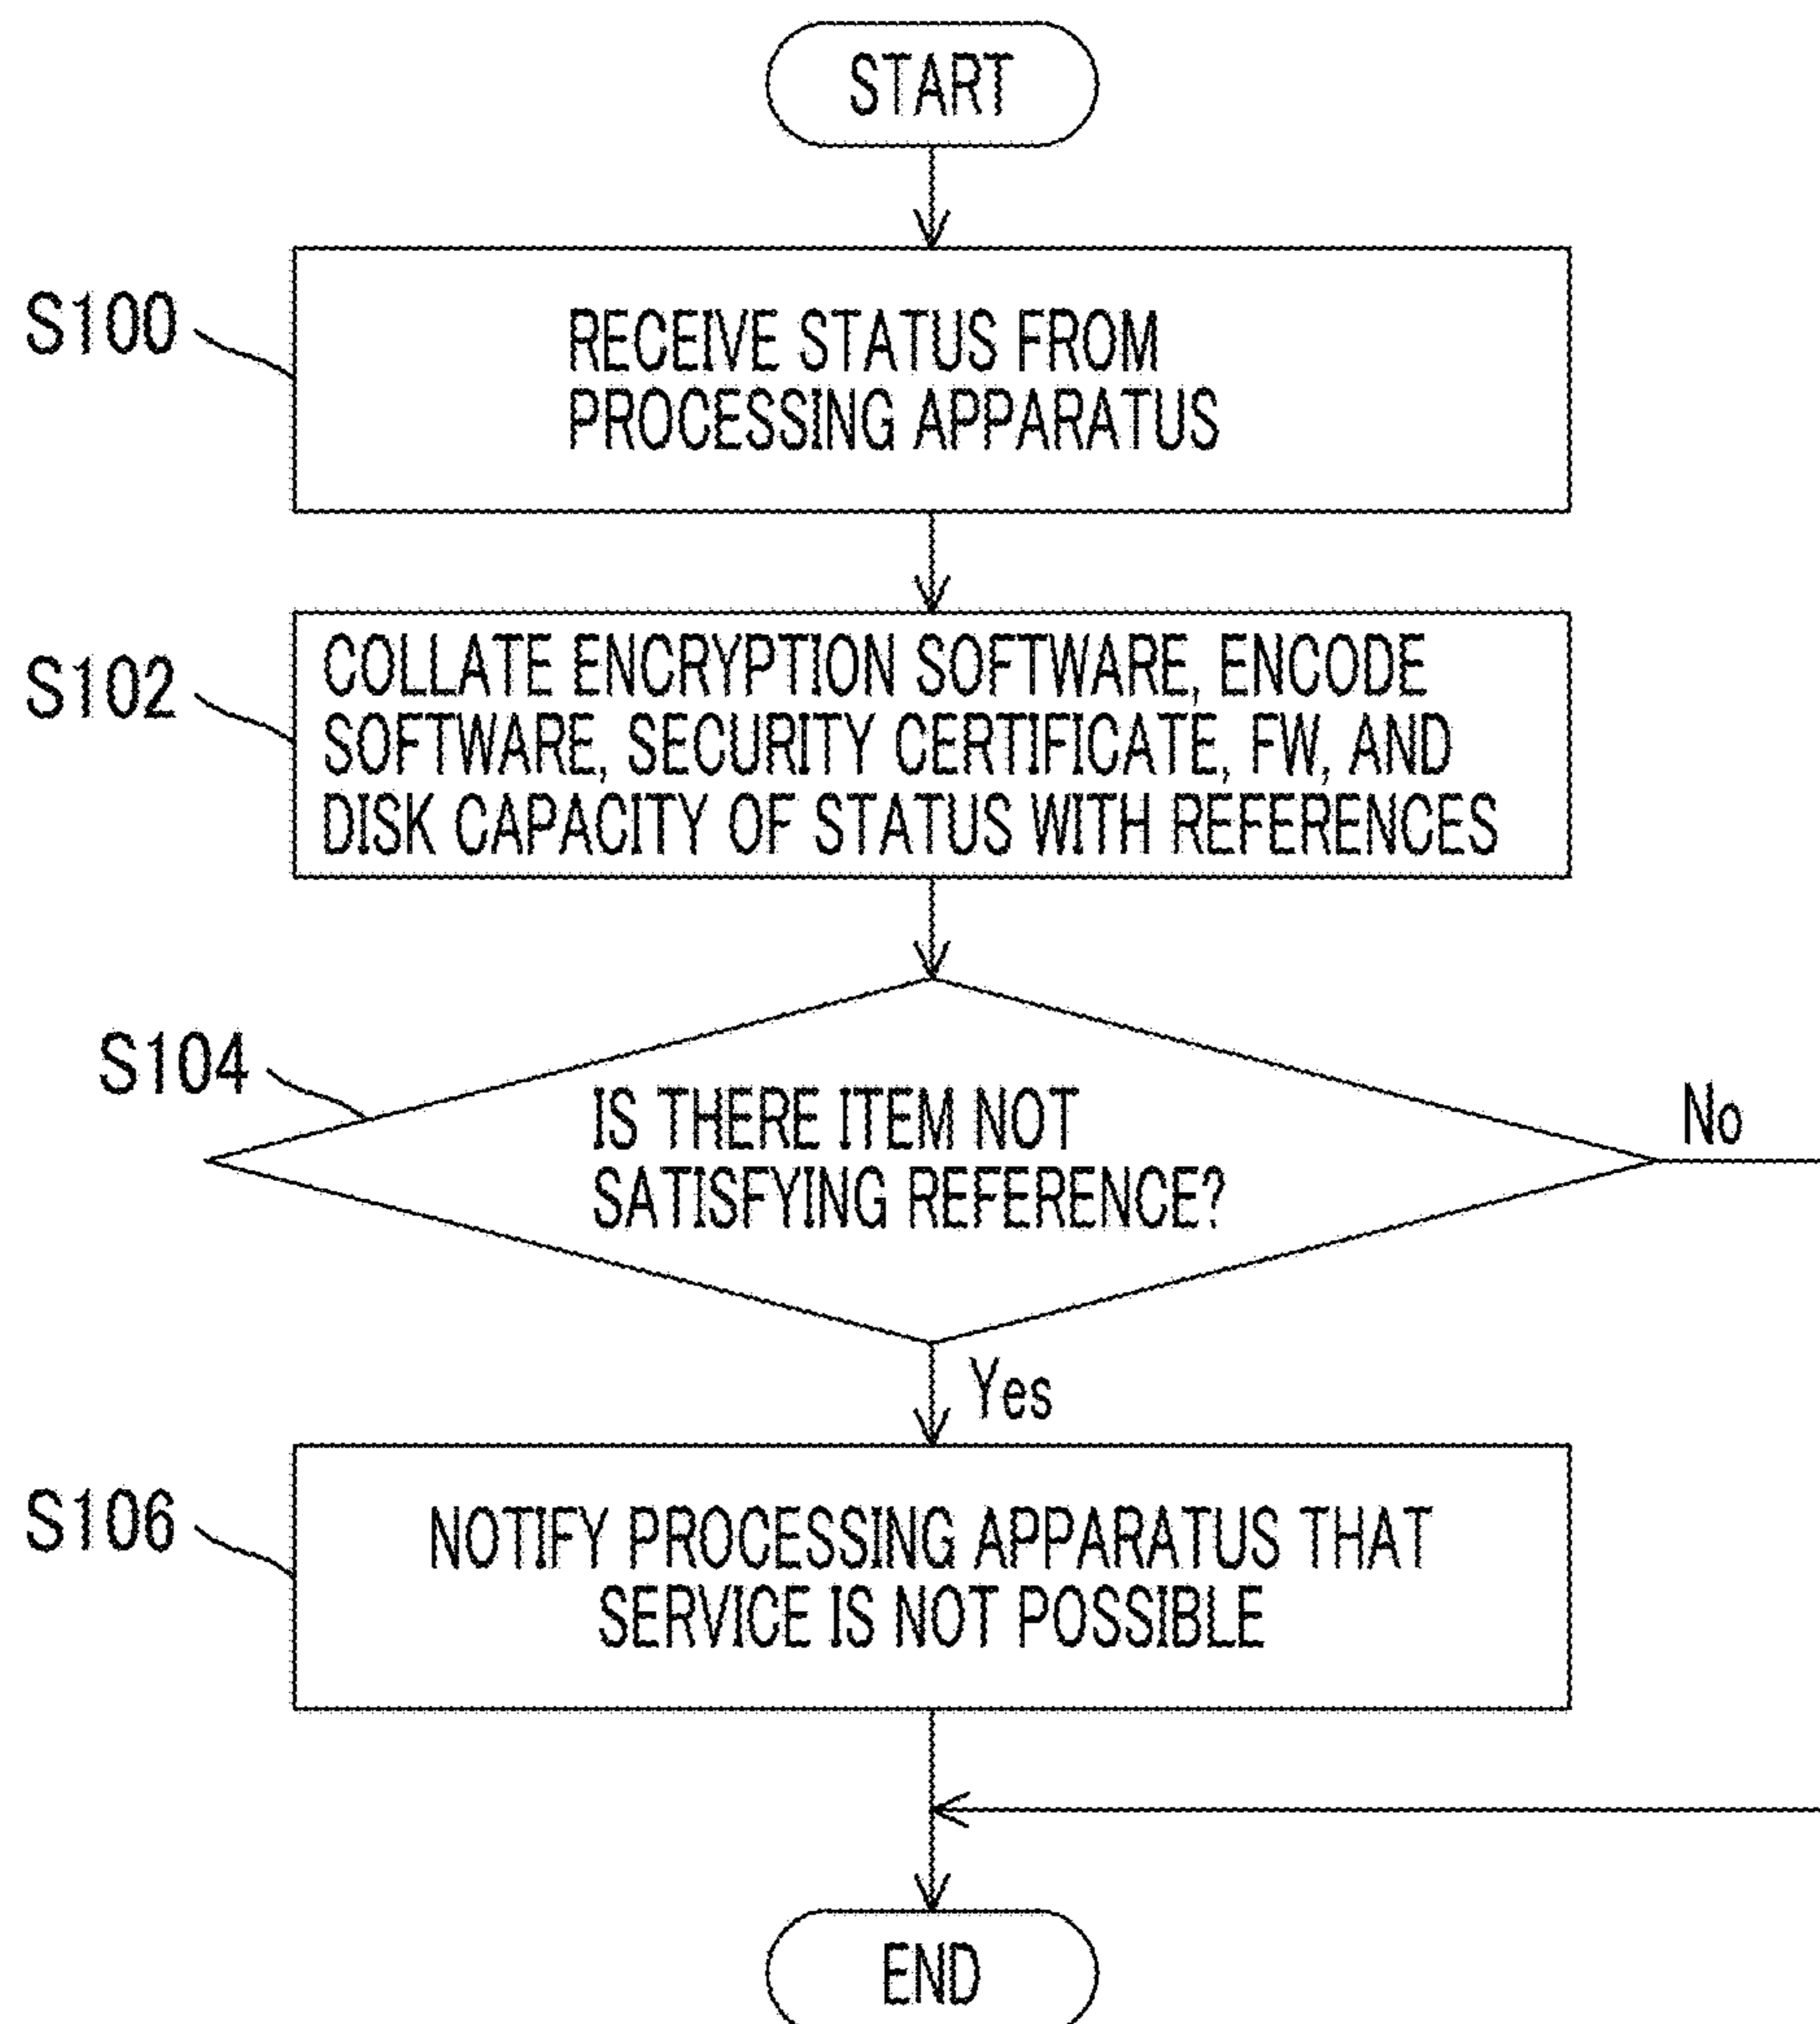 START
S100
RECEIVE STATUS FROM
PROCESSING APPARATUS
S102
COLLATE ENCRYPTION SOFTWARE, ENCODE
SOFTWARE, SECURITY CERTIFICATE, FW, AND
DISK CAPACITY OF STATUS WITH REFERENCES
S104
IS THERE ITEM NOT
SATISFYING REFERENCE?
No
Yes
S106
NOTIFY PROCESSING APPARATUS THAT
SERVICE IS NOT POSSIBLE
END